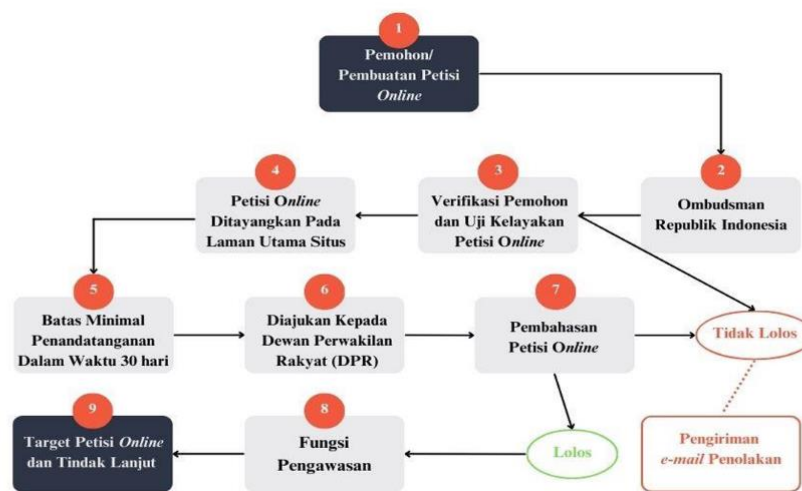 1
Pemohon/
Pembuatan Petisi
Online
2
Ombudsman
Republik Indonesia
3
Verifikasi Pemohon
dan Uji Kelayakan
Petisi Online
4
Petisi Online
Ditayangkan Pada
Laman Utama Situs
5
Batas Minimal
Penandatanganan
Dalam Waktu 30 hari
6
Diajukan Kepada
Dewan Perwakilan
Rakyat (DPR)
7
Pembahasan
Petisi Online
Tidak Lolos
Pengiriman
e-mail Penolakan
Lolos
8
Fungsi
Pengawasan
9
Target Petisi Online
dan Tindak Lanjut